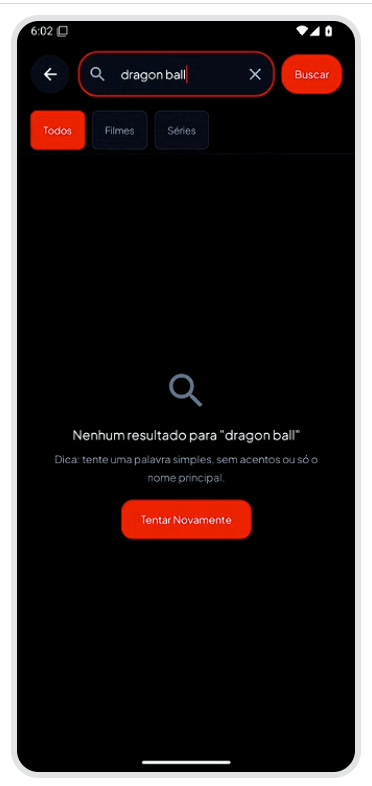 6:02
dragon ball
Buscar
Todos
Filmes
Séries
Nenhum resultado para "dragon ball"
Dica: tente uma palavra simples, sem acentos ou só o
nome principal.
Tentar Novamente